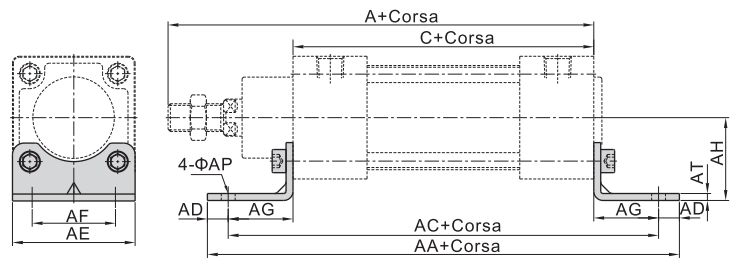 A+Corsa
C+Corsa
4-ΦAP
AT
AH
AF
AE
AD
AG
AC+Corsa
AG
AD
AA+Corsa